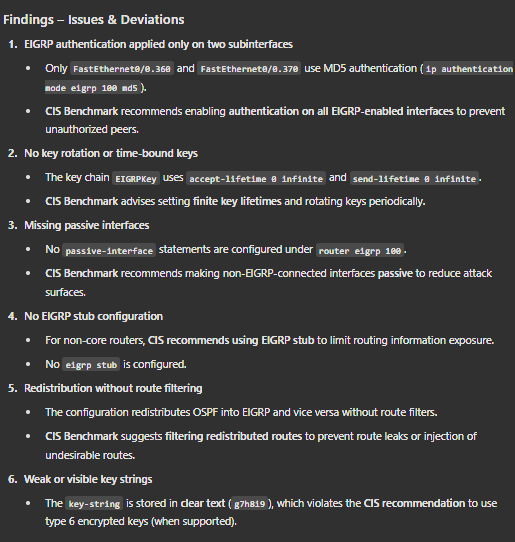 Findings – Issues & Deviations
1. EIGRP authentication applied only on two subinterfaces
• Only FastEthernet0/0.360 and FastEthernet0/0.370 use MD5 authentication ( ip authentication
mode eigrp 100 md5 ).
• CIS Benchmark recommends enabling authentication on all EIGRP-enabled interfaces to prevent
unauthorized peers.
2. No key rotation or time-bound keys
• The key chain EIGRPKey uses accept-lifetime 0 infinite and send-lifetime 0 infinite .
• CIS Benchmark advises setting finite key lifetimes and rotating keys periodically.
3. Missing passive interfaces
• No passive-interface statements are configured under router eigrp 100 .
• CIS Benchmark recommends making non-EIGRP-connected interfaces passive to reduce attack
surfaces.
4. No EIGRP stub configuration
• For non-core routers, CIS recommends using EIGRP stub to limit routing information exposure.
• No eigrp stub is configured.
5. Redistribution without route filtering
• The configuration redistributes OSPF into EIGRP and vice versa without route filters.
• CIS Benchmark suggests filtering redistributed routes to prevent route leaks or injection of
undesirable routes.
6. Weak or visible key strings
• The key-string is stored in clear text ( g7h8i9 ), which violates the CIS recommendation to use
type 6 encrypted keys (when supported).